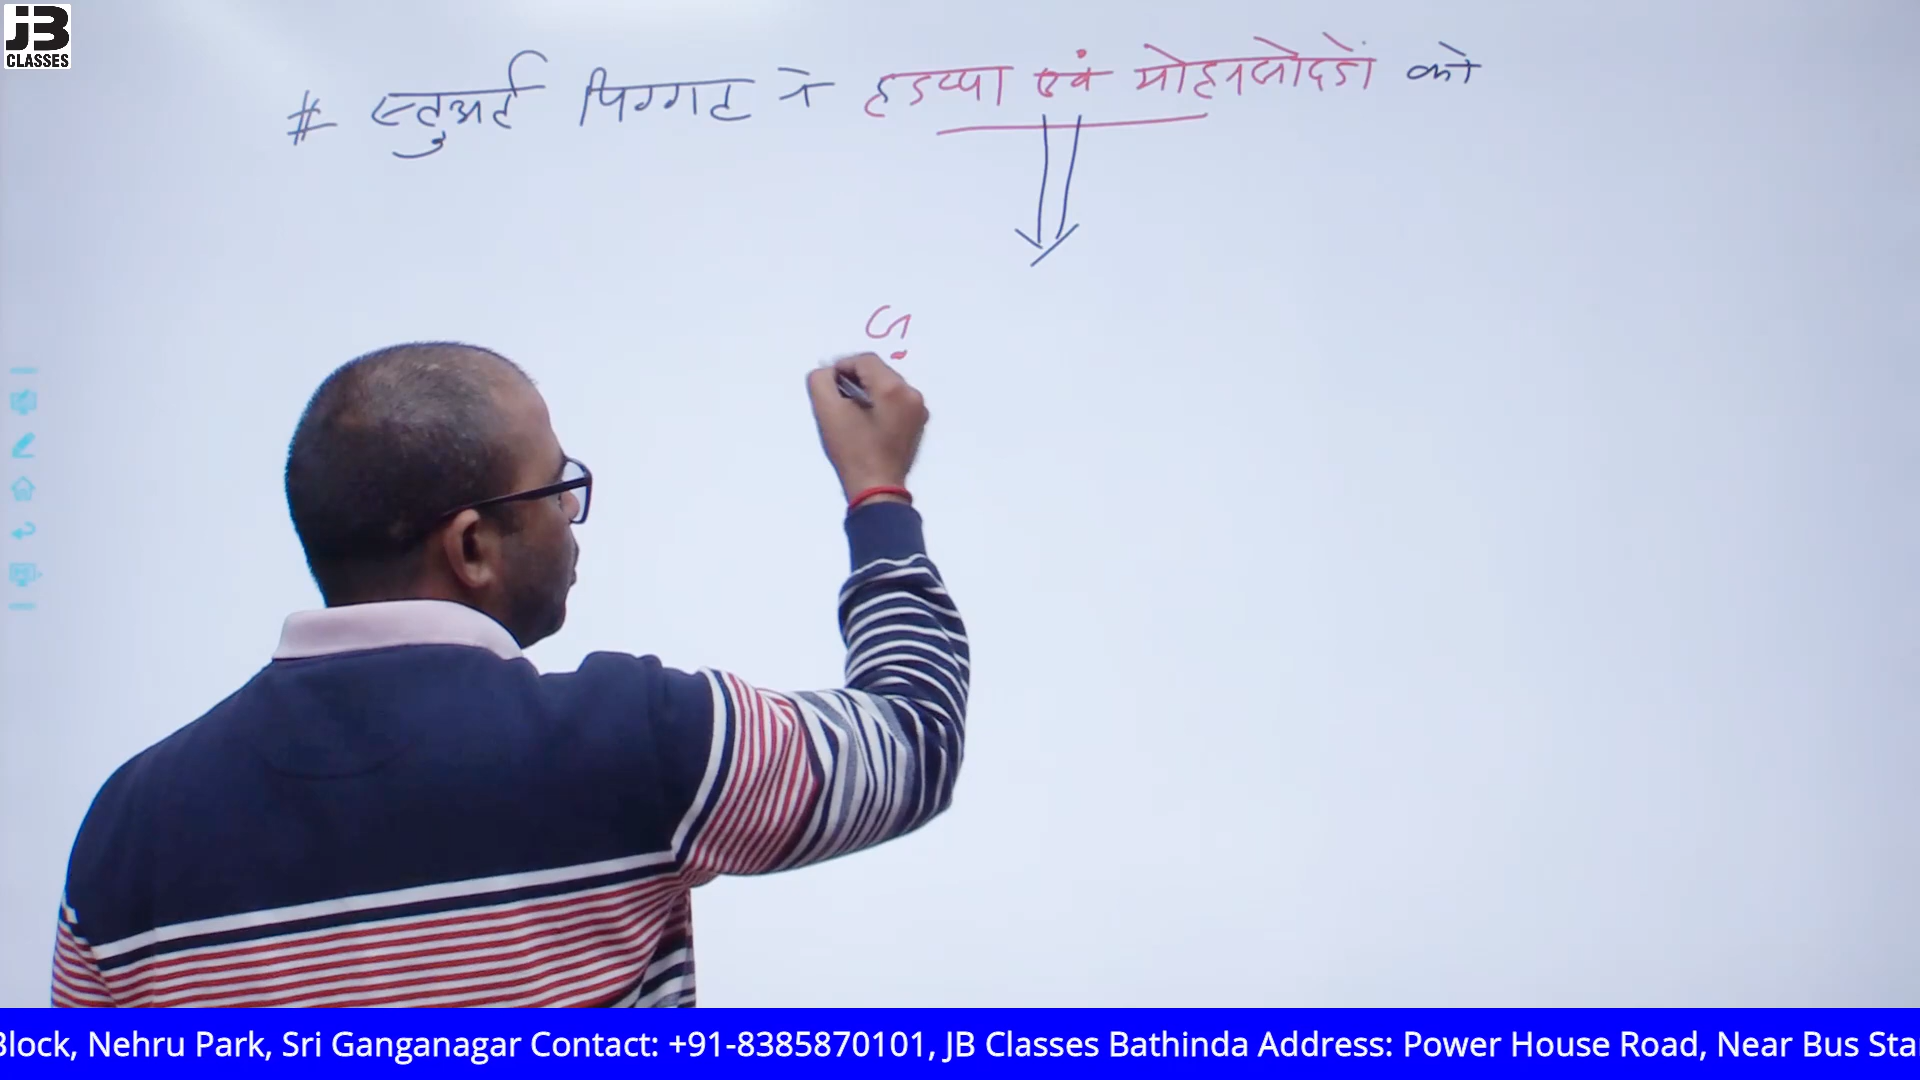 JB
CLASSES
# स्टुअर्ट पिग्गट ने हडप्पा एवं मोहनजोदडों को
जु
Block, Nehru Park, Sri Ganganagar Contact: +91-8385870101, JB Classes Bathinda Address: Power House Road, Near Bus Sta